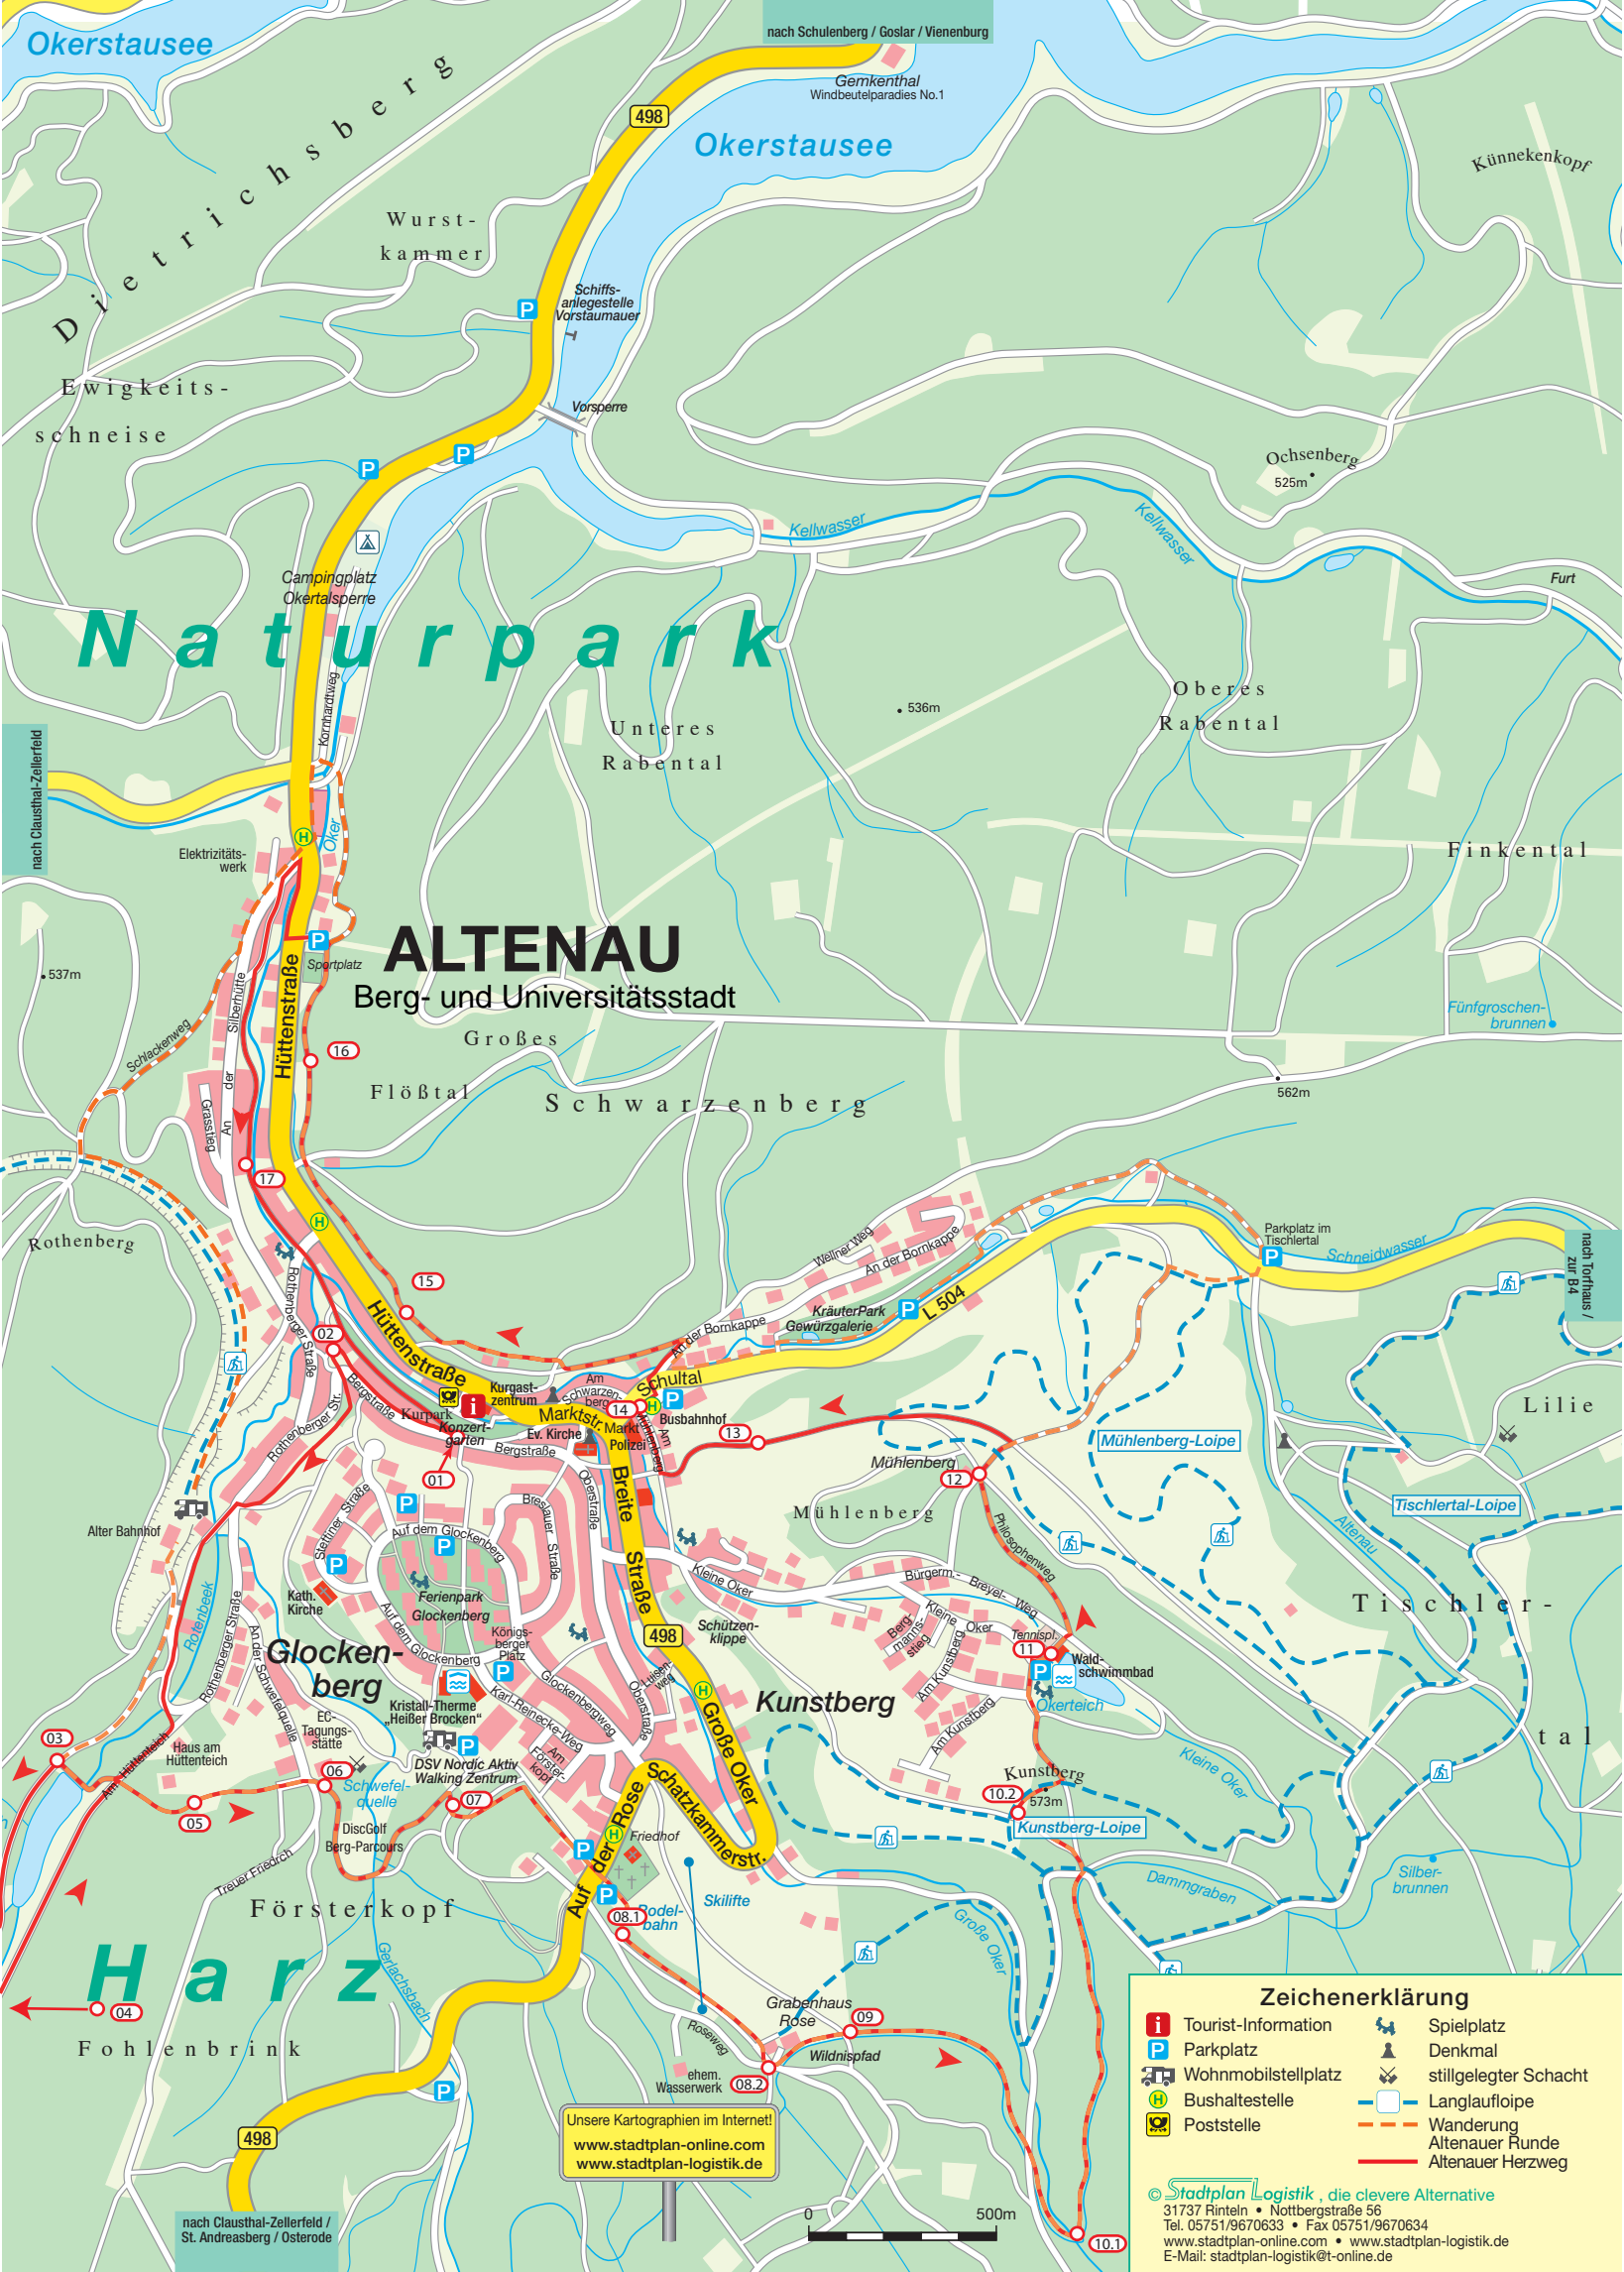 Okerstausee
nach Schulenberg / Goslar / Vienenburg
Gemkenthal
Windbeutelparadies No.1
498
Okerstausee
Dietrichsberg
Künnekenkopf
Wurst-
kammer
P
Schiffs-
anlegestelle
Vorstaumauer
Ewigkeits-
schneise
Vorsperre
P
P
Ochsenberg
525m
Kellwasser
Kellwasser
Campingplatz
Okertalsperre
Furt
Naturpark
Kornhardtweg
Unteres
Rabental
536m
Oberes
Rabental
nach Clausthal-Zellerfeld
H
Oker
Elektrizitäts-
werk
Finkental
P
Sportplatz
ALTENAU
Berg- und Universitätsstadt
537m
Silberhütte
der
An
Hüttenstraße
Schlackenweg
Grasstieg
16
Großes
Flößtal
Schwarzenberg
Fünfgroschen-
brunnen
562m
17
H
Rothenberg
Wellner Weg
An der Bornkappe
Parkplatz im
Tischlertal
P
Schneidwasser
nach Torfhaus /
zur B4
15
02
Rothenberger Straße
Hüttenstraße
KräuterPark
Gewürzgalerie
P
L 504
An der Bornkappe
Schultal
P
H
Busbahnhof
Kurgast-
zentrum
Am
Schwarzen-
berg
14
Marktstr.
Markt
Polizei
Ev. Kirche
Am
Mühlenberg
13
Kurpark
Konzert-
garten
i
Bergstraße
Bergstraße
Rothenberger Str.
01
Lilie
Mühlenberg-Loipe
Mühlenberg
12
Mühlenberg
Tischlertal-Loipe
Altenau
Alter Bahnhof
Stettiner Straße
P
Auf dem Glockenberg
P
P
Breslauer Straße
Oberstraße
Breite Straße
Kleine Oker
Philosophenweg
Bürgerm.- Breyel- Weg
Kath.
Kirche
Ferienpark
Glockenberg
Auf dem Glockenberg
Königs-
berger
Platz
P
498
Schützen-
klippe
Berg-
manns-
stieg
Kleine
Oker
Am Kunstberg
Am Kunstberg
Tennispl.
11
P
Wald-
schwimmbad
Okerteich
Tischler-
tal
Rotenbeek
Rothenberger Straße
An der Schwefelquelle
Glocken-
berg
Kristall-Therme
„Heißer Brocken“
Karl-Reinecke-Weg
Glockenbergweg
Oberstraße
Luisen-
weg
H
Große Oker
Kunstberg
Kleine Oker
03
Am Hüttenteich
Haus am
Hüttenteich
EC-
Tagungs-
stätte
P
DSV Nordic Aktiv
Walking Zentrum
Am
Förster-
kopf
Kunstberg
573m
10.2
Kunstberg-Loipe
05
06
Schwefel-
quelle
07
DiscGolf
Berg-Parcours
Schatzkammerstr.
Auf der Rose
H
P
Friedhof
P
Treuer Friedrch
Försterkopf
Rodel-
bahn
08.1
Skilifte
Große Oker
Dammgraben
Silber-
brunnen
Harz
04
Gerlachsbach
Fohlenbrink
Roseweg
Grabenhaus
Rose
09
Wildnispfad
ehem.
Wasserwerk
08.2
P
498
nach Clausthal-Zellerfeld /
St. Andreasberg / Osterode
Unsere Kartographien im Internet!
www.stadtplan-online.com
www.stadtplan-logistik.de
0 500m
10.1
Zeichenerklärung
i Tourist-Information
P Parkplatz
Wohnmobilstellplatz
H Bushaltestelle
Poststelle
Spielplatz
Denkmal
stillgelegter Schacht
Langlaufloipe
Wanderung
Altenauer Runde
Altenauer Herzweg
© Stadtplan Logistik , die clevere Alternative
31737 Rinteln • Nottbergstraße 56
Tel. 05751/9670633 • Fax 05751/9670634
www.stadtplan-online.com • www.stadtplan-logistik.de
E-Mail: stadtplan-logistik@t-online.de